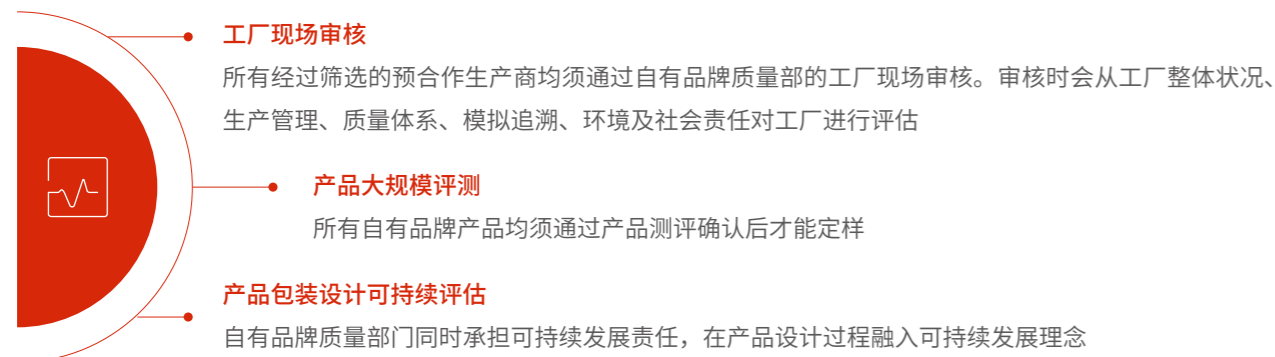 工厂现场审核
所有经过筛选的预合作生产商均须通过自有品牌质量部的工厂现场审核。审核时会从工厂整体状况、
生产管理、质量体系、模拟追溯、环境及社会责任对工厂进行评估
产品大规模评测
所有自有品牌产品均须通过产品测评确认后才能定样
产品包装设计可持续评估
自有品牌质量部门同时承担可持续发展责任，在产品设计过程融入可持续发展理念